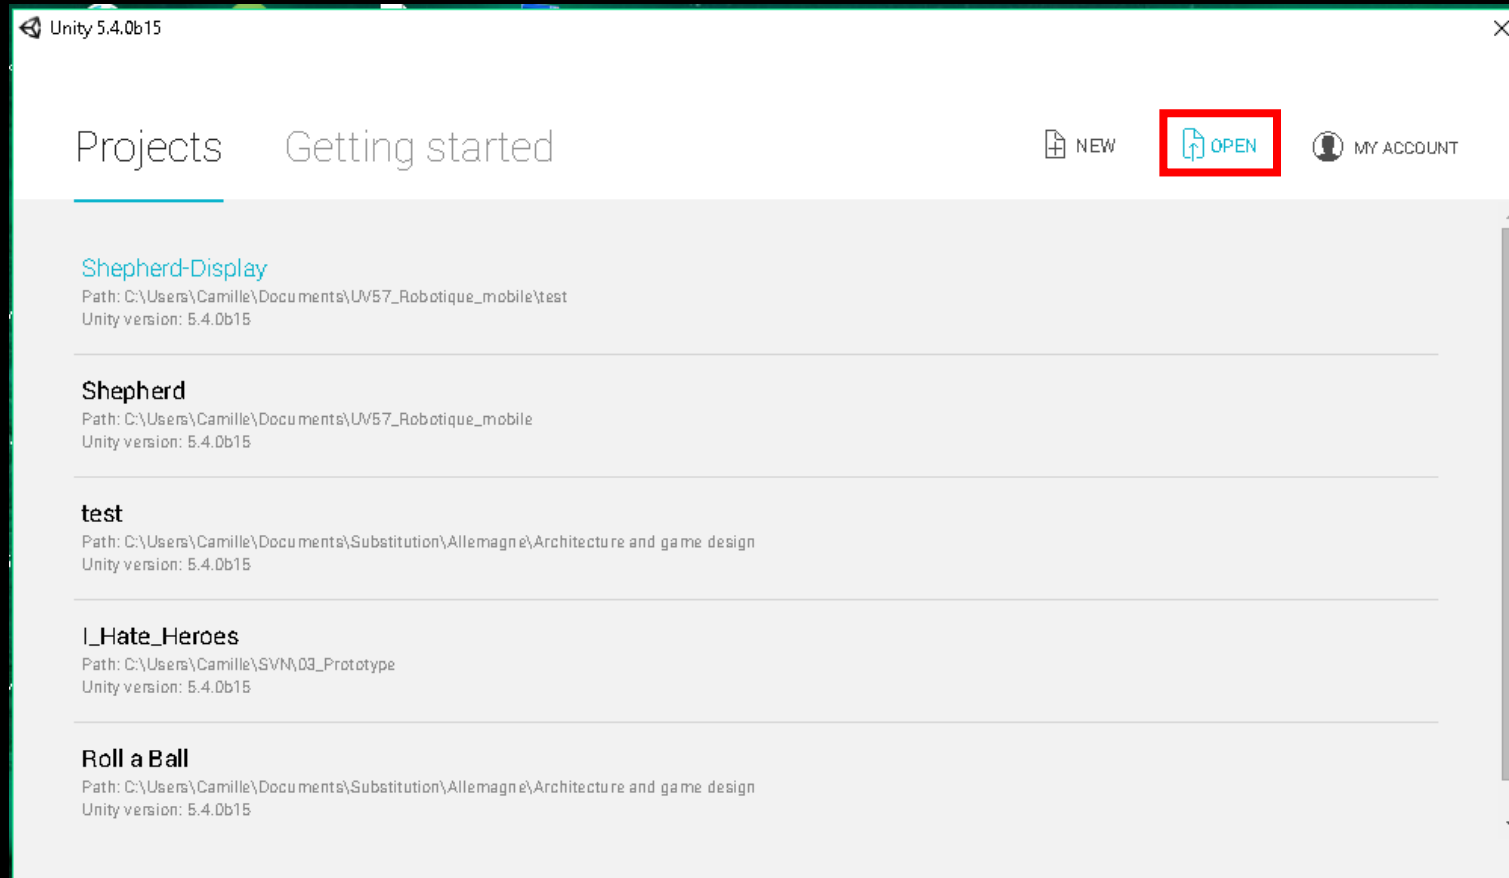 Unity 5.4.0b15
Projects Getting started NEW OPEN MY ACCOUNT
Shepherd-Display
Path: C:\Users\Camille\Documents\UV57_Robotique_mobile\test
Unity version: 5.4.0b15
Shepherd
Path: C:\Users\Camille\Documents\UV57_Robotique_mobile
Unity version: 5.4.0b15
test
Path: C:\Users\Camille\Documents\Substitution\Allemagne\Architecture and game design
Unity version: 5.4.0b15
I_Hate_Heroes
Path: C:\Users\Camille\SVN\03_Prototype
Unity version: 5.4.0b15
Roll a Ball
Path: C:\Users\Camille\Documents\Substitution\Allemagne\Architecture and game design
Unity version: 5.4.0b15